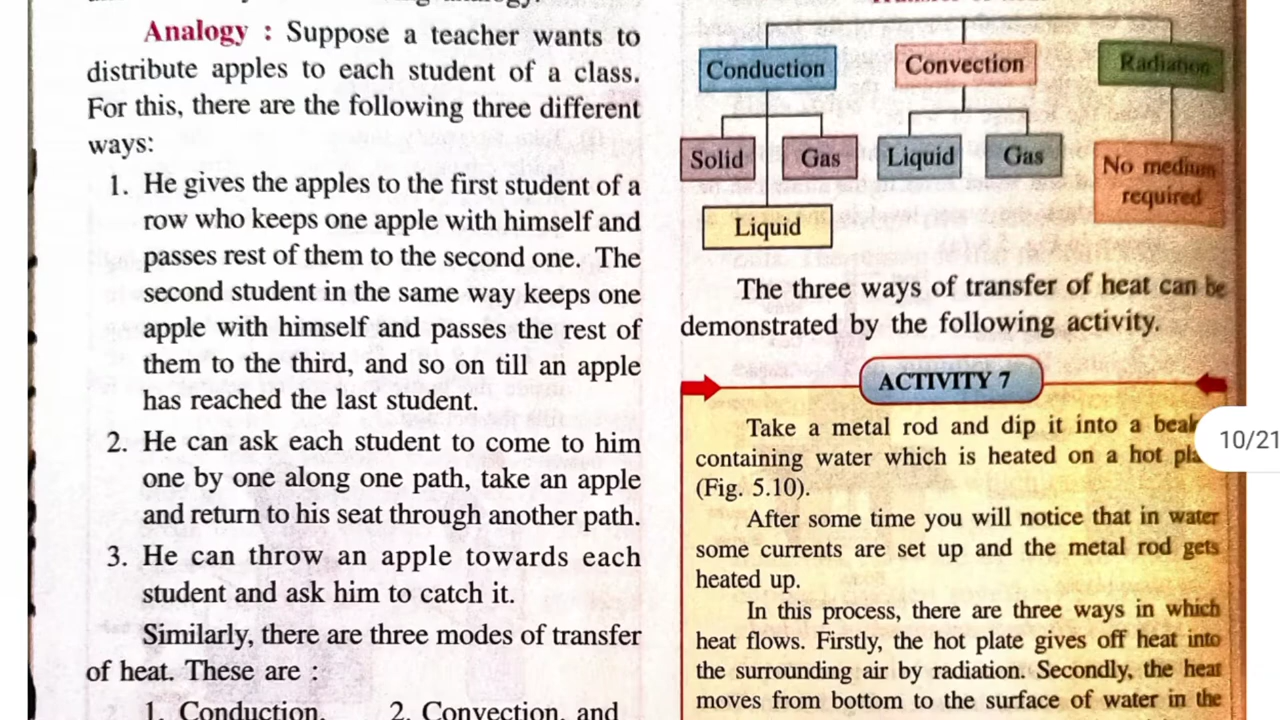 Analogy : Suppose a teacher wants to
distribute apples to each student of a class.
For this, there are the following three different
ways:
1. He gives the apples to the first student of a
row who keeps one apple with himself and
passes rest of them to the second one. The
second student in the same way keeps one
apple with himself and passes the rest of
them to the third, and so on till an apple
has reached the last student.
2. He can ask each student to come to him
one by one along one path, take an apple
and return to his seat through another path.
3. He can throw an apple towards each
student and ask him to catch it.
Similarly, there are three modes of transfer
of heat. These are :
1. Conduction, 2. Convection, and
Conduction Convection Radiation
Solid Gas Liquid Gas
No medium
required
Liquid
The three ways of transfer of heat can be
demonstrated by the following activity.
ACTIVITY 7
Take a metal rod and dip it into a
containing water which is heated on a hot
(Fig. 5.10).
After some time you will notice that in water
some currents are set up and the metal rod gets
heated up.
In this process, there are three ways in which
heat flows. Firstly, the hot plate gives off heat into
the surrounding air by radiation. Secondly, the heat
moves from bottom to the surface of water in the
10/21